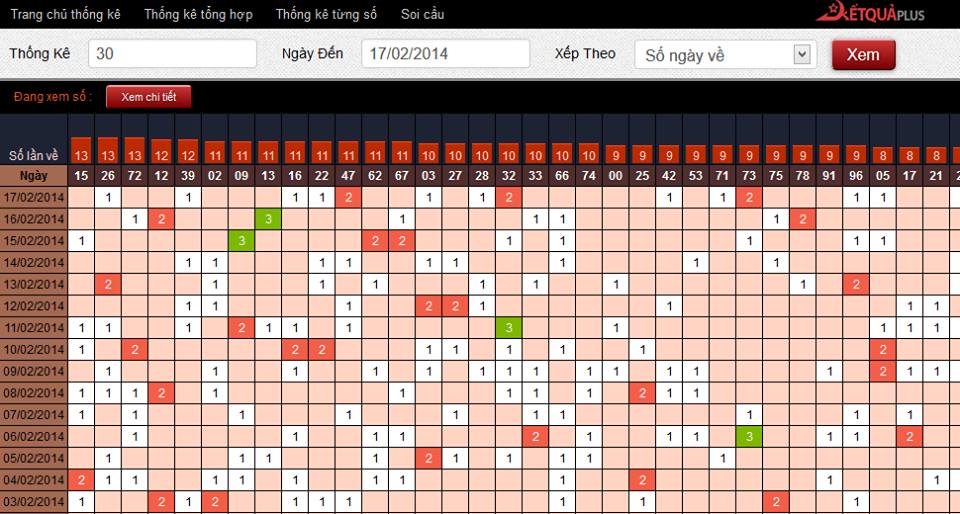 Trang chủ thống kê Thống kê tổng hợp Thống kê từng số Soi cầu KẾTQUẢPLUS
Thống Kê 30 Ngày Đến 17/02/2014 Xếp Theo Số ngày về Xem
Đang xem số : Xem chi tiết
Số lần về 13 13 13 12 12 11 11 11 11 11 11 11 11 10 10 10 10 10 10 10 9 9 9 9 9 9 9 9 9 9 8 8 8
Ngày 15 26 72 12 39 02 09 13 16 22 47 62 67 03 27 28 32 33 66 74 00 25 42 53 71 73 75 78 91 96 05 17 21
17/02/2014 1 1 1 1 2 1 1 2 1 1 2 1 1
16/02/2014 1 2 3 1 1 1 1 2
15/02/2014 1 3 2 2 1 1 1 1 1
14/02/2014 1 1 1 1 1 1 1 1 1
13/02/2014 2 1 1 1 1 1 1 1 2
12/02/2014 1 1 1 2 2 1 1 1 1
11/02/2014 1 1 1 2 1 1 1 3 1 1 1 1
10/02/2014 1 2 2 2 1 1 1 1 1 2
09/02/2014 1 1 1 1 1 1 1 1 1 1 1 1 1 2 1 1
08/02/2014 1 1 1 2 1 1 1 1 1 2 1 1
07/02/2014 1 1 1 1 1 1 1 1 1 1
06/02/2014 1 1 1 1 2 1 1 1 3 1 1 2
05/02/2014 1 1 1 1 2 1 1 1 1 1
04/02/2014 2 1 1 1 1 1 1 1 1 2 1 1
03/02/2014 1 2 1 2 1 1 1 1 1 2 1